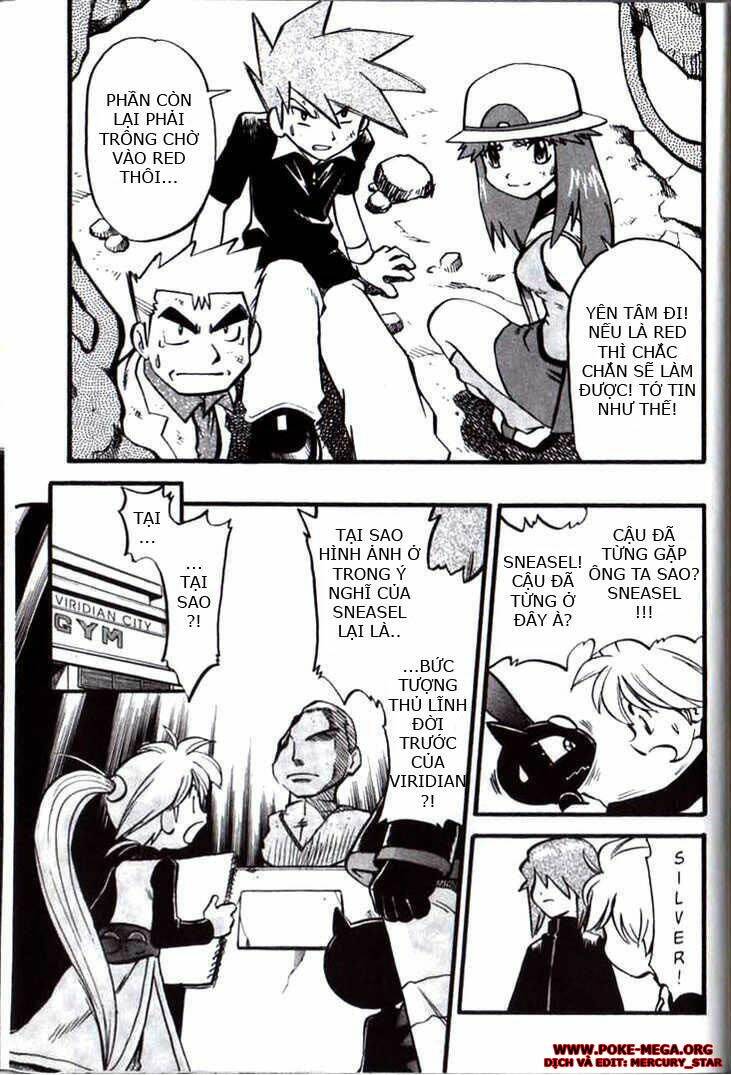 PHẦN CÒN
LẠI PHẢI
TRÔNG CHỜ
VÀO RED
THÔI...
YÊN TÂM ĐI!
NẾU LÀ RED
THÌ CHẮC
CHẮN SẼ LÀM
ĐƯỢC! TỚ TIN
NHƯ THẾ!
CẬU ĐÃ
TỪNG GẶP
ÔNG TA SAO?
SNEASEL
!!!
SNEASEL!
CẬU ĐÃ
TỪNG Ở
ĐÂY À?
SILVER!
TẠI SAO
HÌNH ẢNH Ở
TRONG Ý
NGHĨ CỦA
SNEASEL
LẠI LÀ..
...BỨC
TƯỢNG
THỦ LĨNH
ĐỜI
TRƯỚC
CỦA
VIRIDIAN
?!
TẠI
...
...
TẠI
SAO
?!
VIRIDIAN CITY
GYM
WWW.POKE-MEGA.ORG
DỊCH VÀ EDIT: MERCURY_STAR